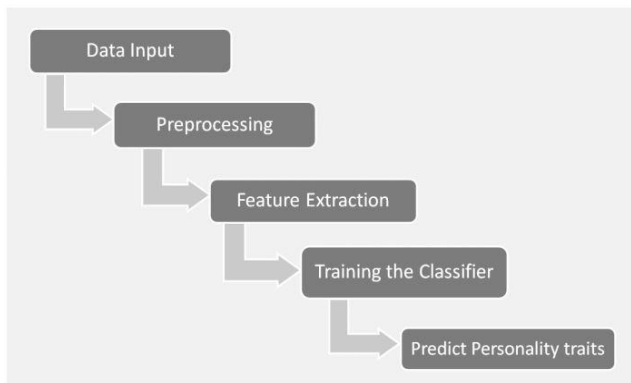 Data Input
Preprocessing
Feature Extraction
Training the Classifier
Predict Personality traits